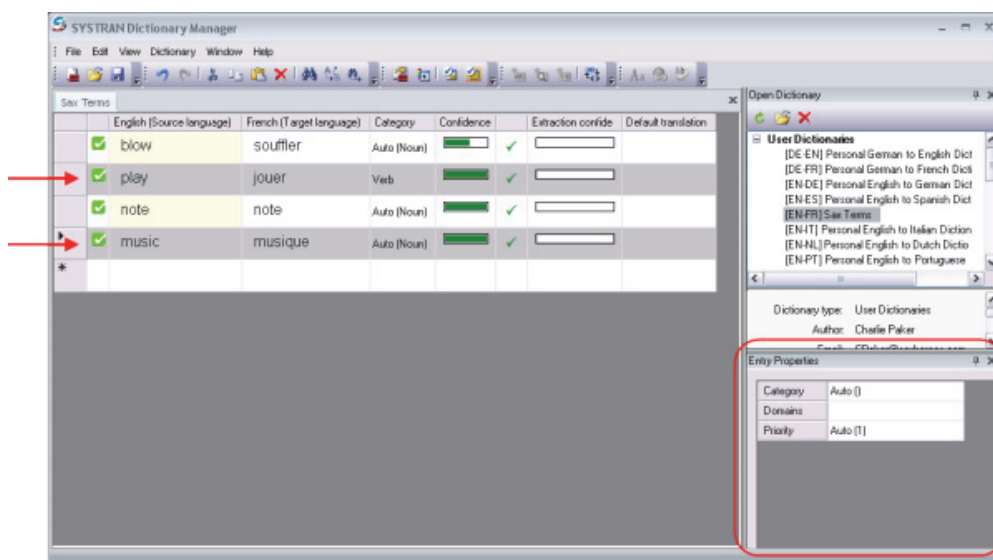 SYSTRAN Dictionary Manager
File Edit View Dictionary Window Help
Sax Terms
English (Source language) French (Target language) Category Confidence Extraction confide Default translation
blow souffler Auto (Noun)
play jouer Verb
note note Auto (Noun)
music musique Auto (Noun)
Open Dictionary
User Dictionaries
[DE-EN] Personal German to English Dict
[DE-FR] Personal German to French Dicti
[EN-DE] Personal English to German Dict
[EN-ES] Personal English to Spanish Dict
[EN-FR] Sax Terms
[EN-IT] Personal English to Italian Diction
[EN-NL] Personal English to Dutch Dictio
[EN-PT] Personal English to Portuguese
Dictionary type: User Dictionaries
Author: Charlie Paker
Entry Properties
Category Auto ()
Domains
Priority Auto (1)